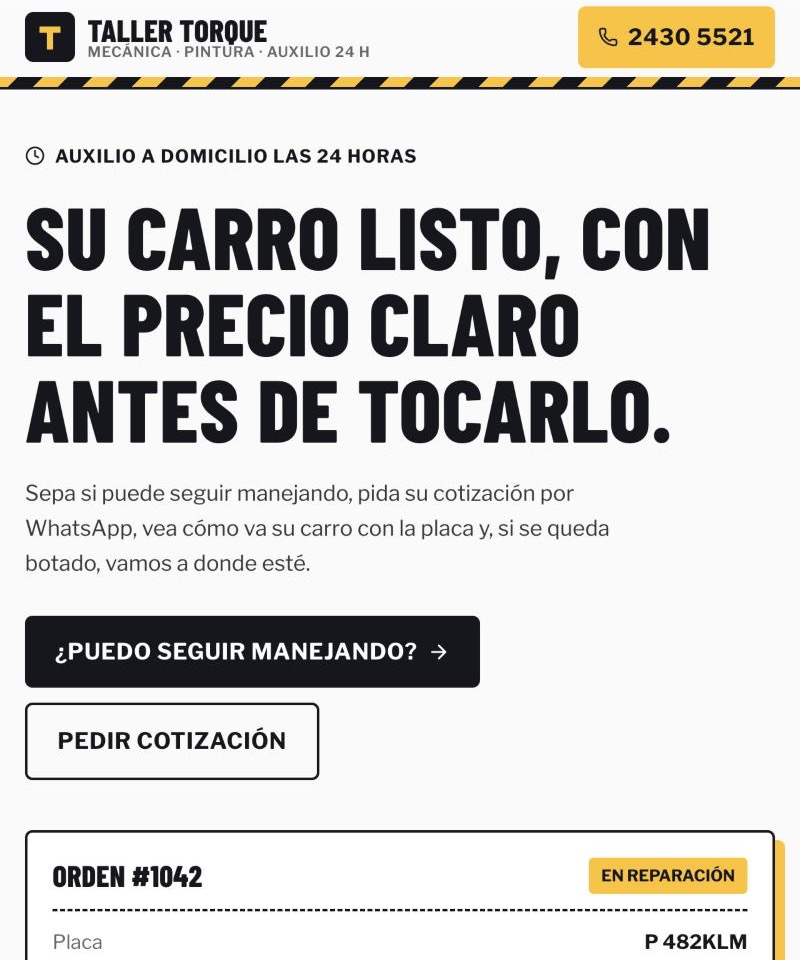 T
TALLER TORQUE
MECÁNICA · PINTURA · AUXILIO 24 H
2430 5521
AUXILIO A DOMICILIO LAS 24 HORAS
SU CARRO LISTO, CON
EL PRECIO CLARO
ANTES DE TOCARLO.
Sepa si puede seguir manejando, pida su cotización por
WhatsApp, vea cómo va su carro con la placa y, si se queda
botado, vamos a donde esté.
¿PUEDO SEGUIR MANEJANDO? →
PEDIR COTIZACIÓN
ORDEN #1042
EN REPARACIÓN
Placa
P 482KLM